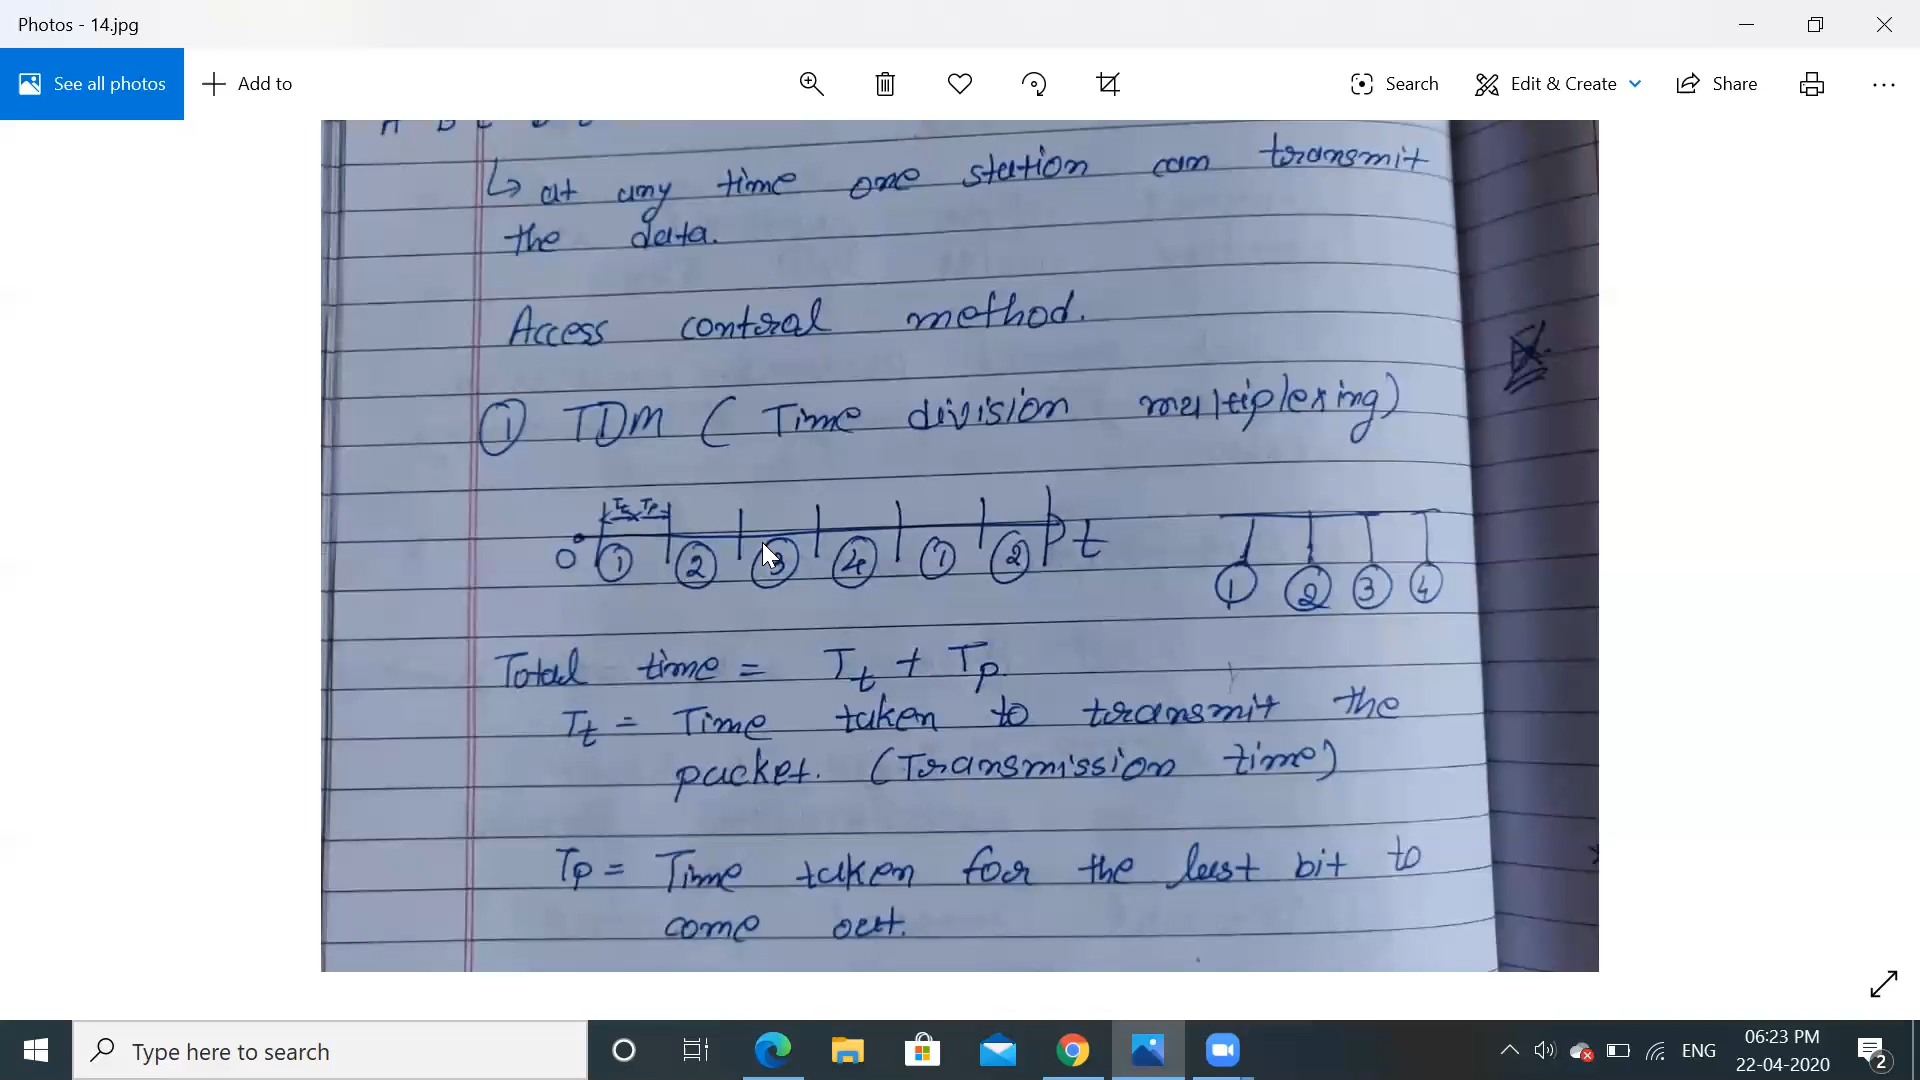 Photos - 14.jpg
See all photos
Add to
Search
Edit & Create
Share
A B C
↳ at any time one station can transmit
the data.
Access contral method.
① TDM ( Time division multiplexing)
Tt Tp
0 ① ② ③ ④ ① ② t
① ② ③ ④
Total time = Tt + Tp.
Tt = Time taken to transmit the
packet. (Transmission time)
Tp = Time taken for the last bit to
come out.
Type here to search
ENG
06:23 PM
22-04-2020
2